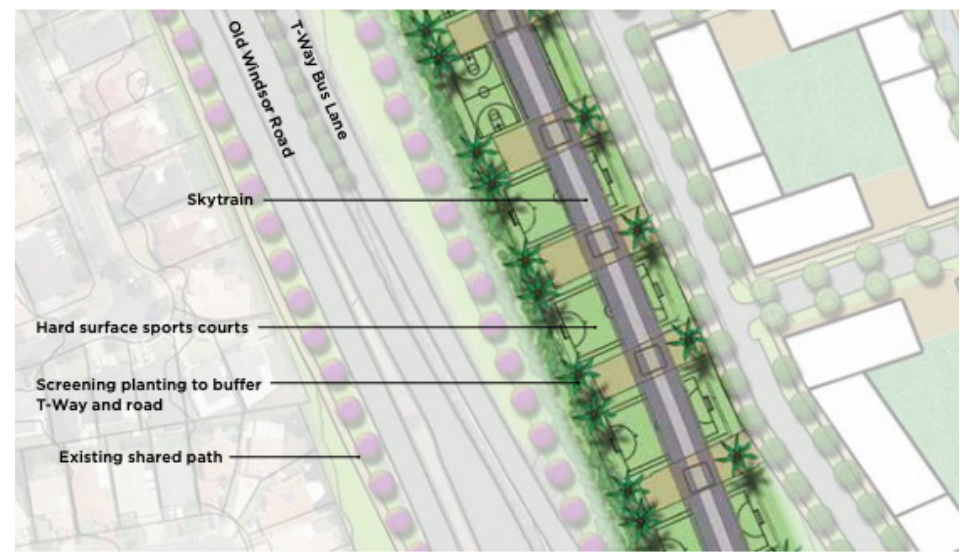 Old Windsor Road
T-Way Bus Lane
Skytrain
Hard surface sports courts
Screening planting to buffer
T-Way and road
Existing shared path